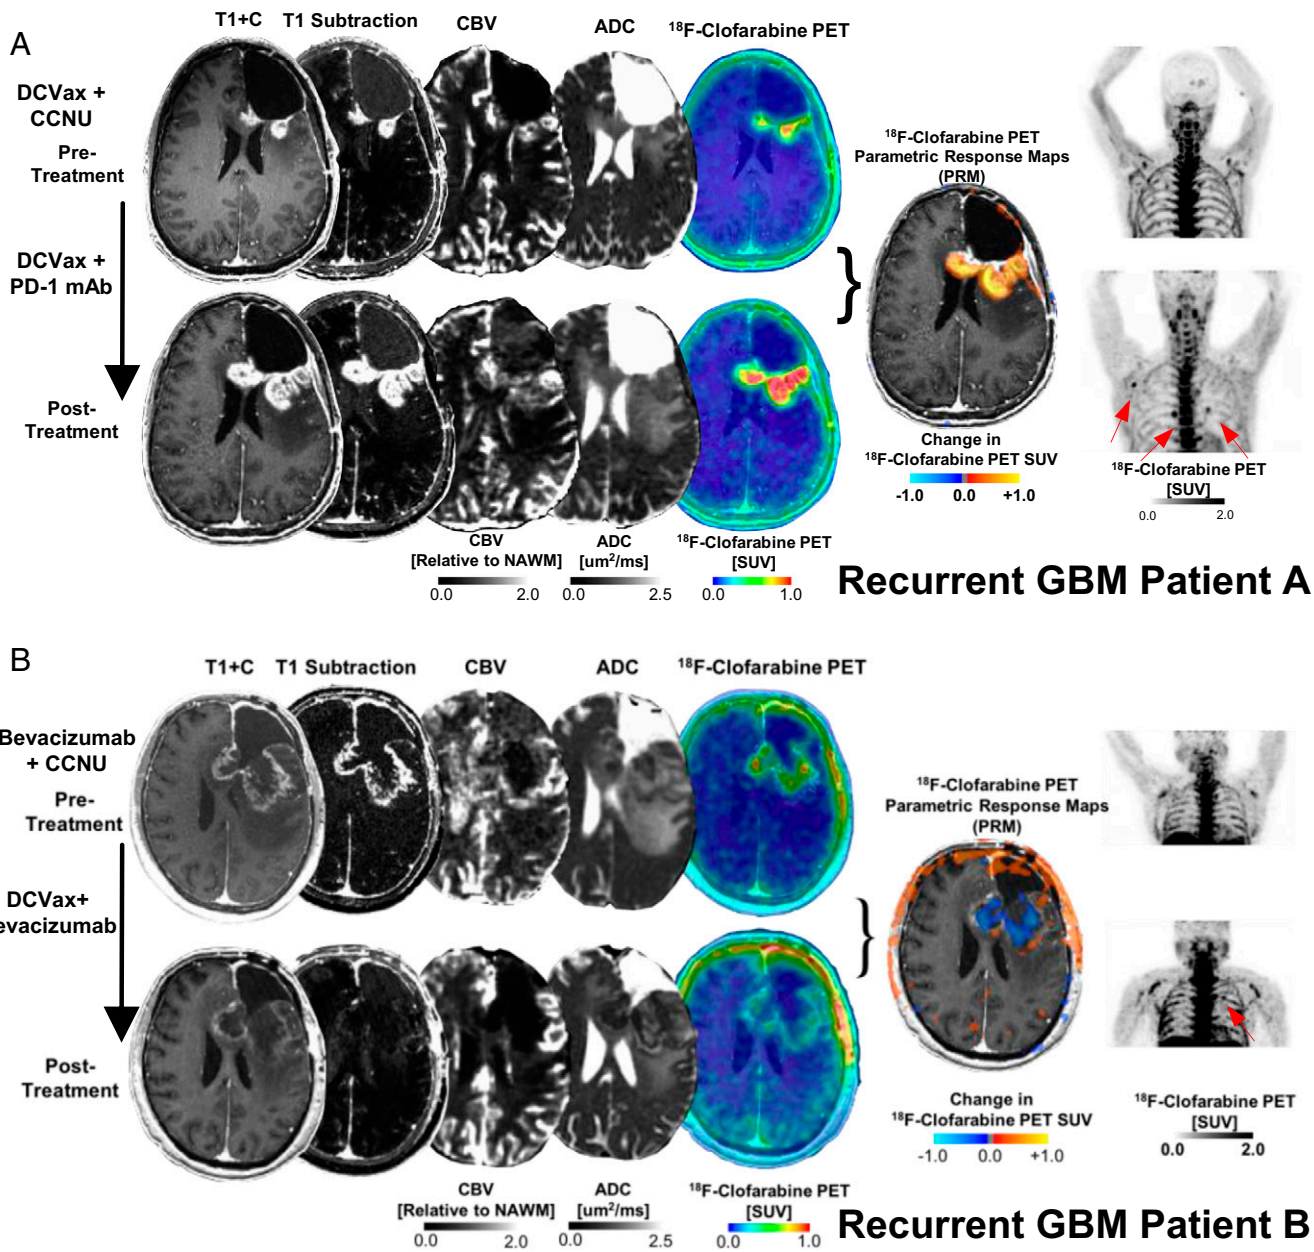 A
T1+C T1 Subtraction CBV ADC 18F-Clofarabine PET
DCVax +
CCNU
Pre-
Treatment
DCVax +
PD-1 mAb
Post-
Treatment
18F-Clofarabine PET
Parametric Response Maps
(PRM)
Change in
18F-Clofarabine PET SUV
-1.0 0.0 +1.0
18F-Clofarabine PET
[SUV]
0.0 2.0
CBV
[Relative to NAWM]
0.0 2.0
ADC
[um2/ms]
0.0 2.5
18F-Clofarabine PET
[SUV]
0.0 1.0
Recurrent GBM Patient A
B
T1+C T1 Subtraction CBV ADC 18F-Clofarabine PET
Bevacizumab
+ CCNU
Pre-
Treatment
DCVax+
evacizumab
Post-
Treatment
18F-Clofarabine PET
Parametric Response Maps
(PRM)
Change in
18F-Clofarabine PET SUV
-1.0 0.0 +1.0
18F-Clofarabine PET
[SUV]
0.0 2.0
CBV
[Relative to NAWM]
0.0 2.0
ADC
[um2/ms]
0.0 2.5
18F-Clofarabine PET
[SUV]
0.0 1.0
Recurrent GBM Patient B